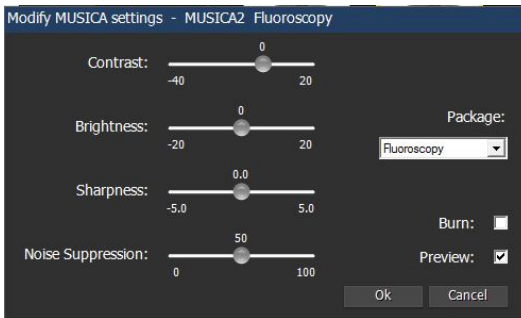 Modify MUSICA settings - MUSICA2 Fluoroscopy
0
Contrast:
-40 20
0
Brightness:
-20 20
Package:
Fluoroscopy
0.0
Sharpness:
-5.0 5.0
Burn:
50
Noise Suppression:
0 100
Preview:
Ok Cancel